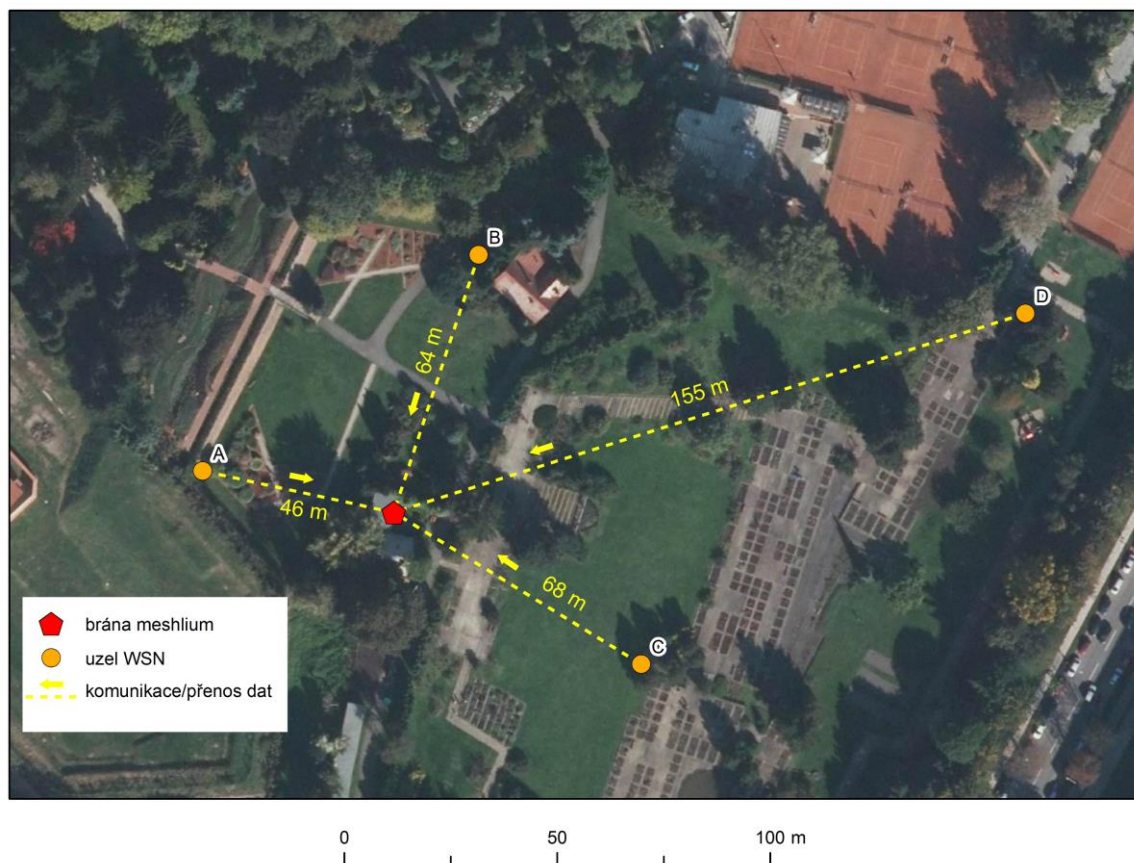 B
D
64 m
155 m
A
46 m
68 m
C
brána meshlium
uzel WSN
komunikace/přenos dat
0 50 100 m